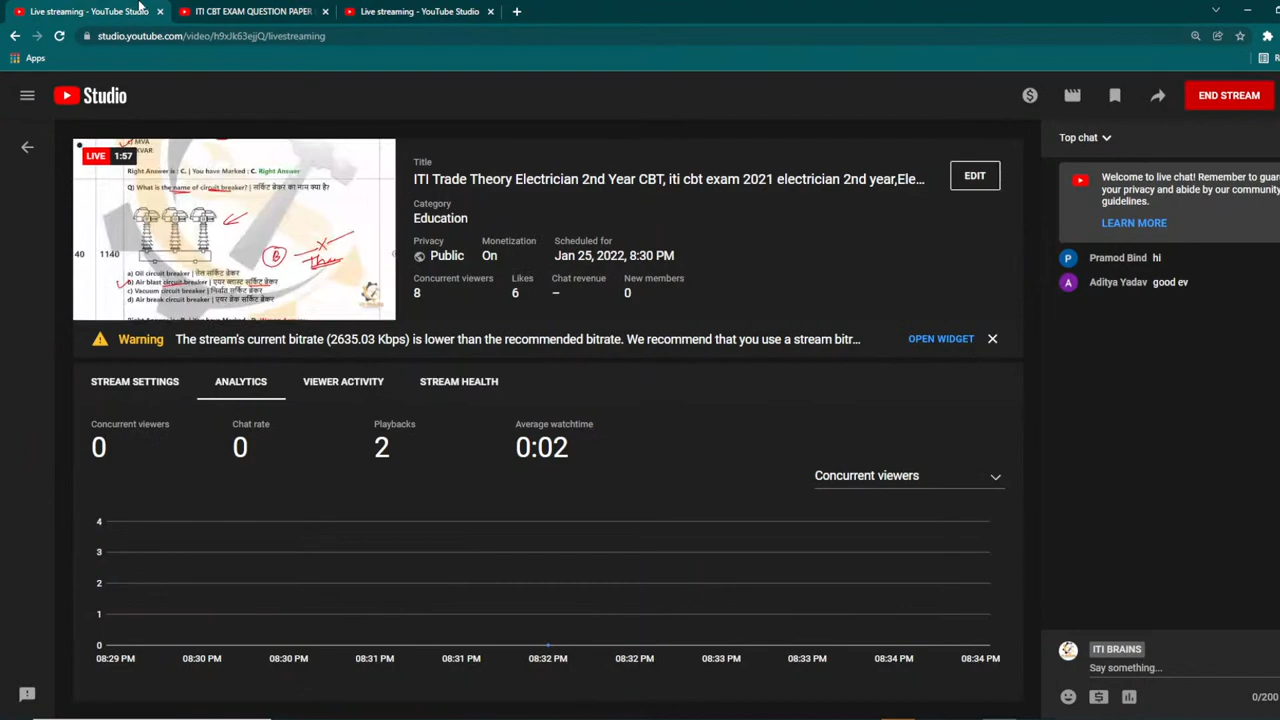 Live streaming - YouTube Studio
ITI CBT EXAM QUESTION PAPER
Live streaming - YouTube Studio
studio.youtube.com/video/h9xJk63ejjQ/livestreaming
Apps
Studio
END STREAM
LIVE 1:57
MVA
Right Answer is : C. | You have Marked : C. Right Answer
Q) What is the name of circuit breaker? | सर्किट ब्रेकर का नाम क्या है?
40 1140
B
a) Oil circuit breaker | तेल सर्किट ब्रेकर
b) Air blast circuit breaker | एयर ब्लास्ट सर्किट ब्रेकर
c) Vacuum circuit breaker | निर्वात सर्किट ब्रेकर
d) Air break circuit breaker | एयर ब्रेक सर्किट ब्रेकर
Title
ITI Trade Theory Electrician 2nd Year CBT, iti cbt exam 2021 electrician 2nd year,Ele...
EDIT
Category
Education
Privacy
Public
Monetization
On
Scheduled for
Jan 25, 2022, 8:30 PM
Concurrent viewers
8
Likes
6
Chat revenue
–
New members
0
Warning The stream's current bitrate (2635.03 Kbps) is lower than the recommended bitrate. We recommend that you use a stream bitr...
OPEN WIDGET
STREAM SETTINGS
ANALYTICS
VIEWER ACTIVITY
STREAM HEALTH
Concurrent viewers
0
Chat rate
0
Playbacks
2
Average watchtime
0:02
Concurrent viewers
4
3
2
1
0
08:29 PM 08:30 PM 08:30 PM 08:31 PM 08:31 PM 08:32 PM 08:32 PM 08:33 PM 08:33 PM 08:34 PM 08:34 PM
Top chat
Welcome to live chat! Remember to guard
your privacy and abide by our community
guidelines.
LEARN MORE
P Pramod Bind hi
A Aditya Yadav good ev
ITI BRAINS
Say something...
0/200